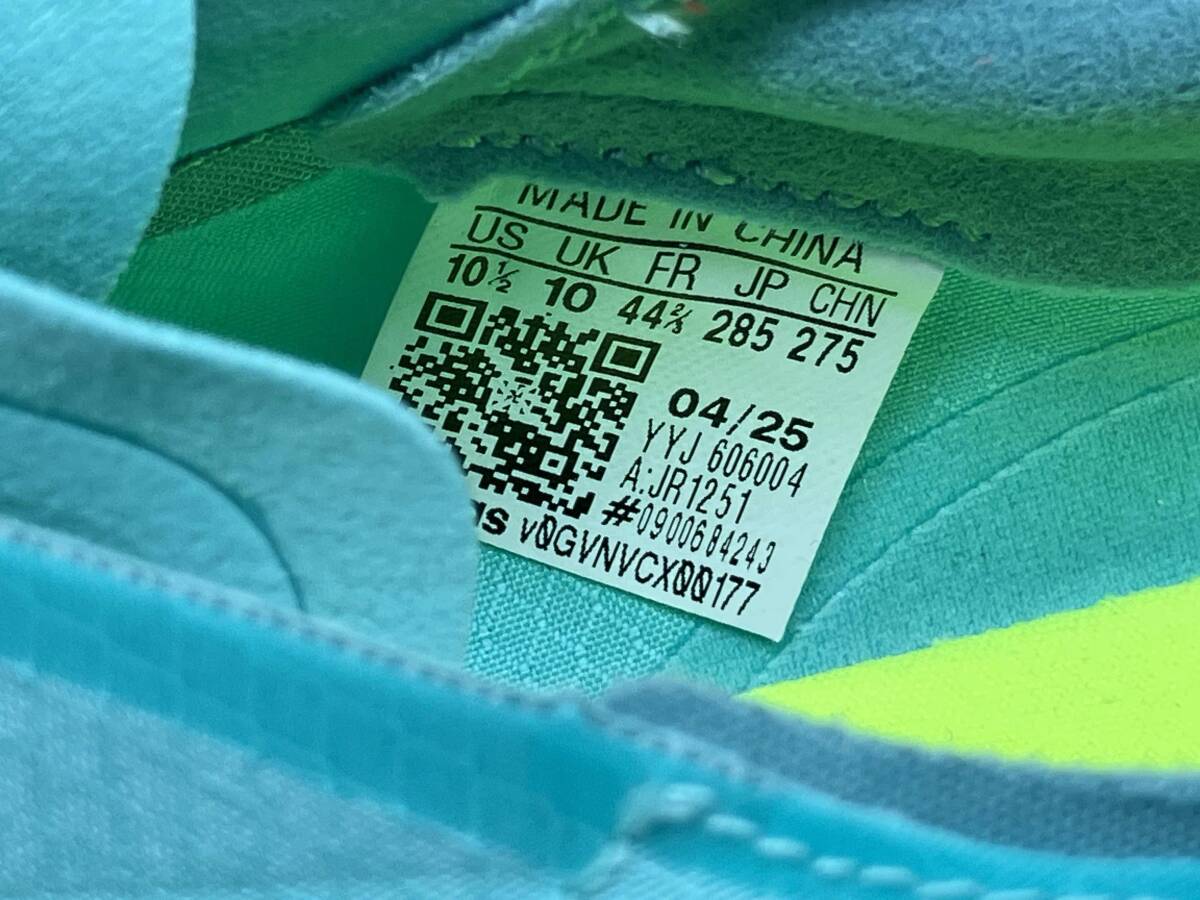 MADE IN CHINA
US UK FR JP CHN
10½ 10 44⅔ 285 275
04/25
YYJ 606004
A:JR1251
#0900684243
VØGVNVCXØØ177